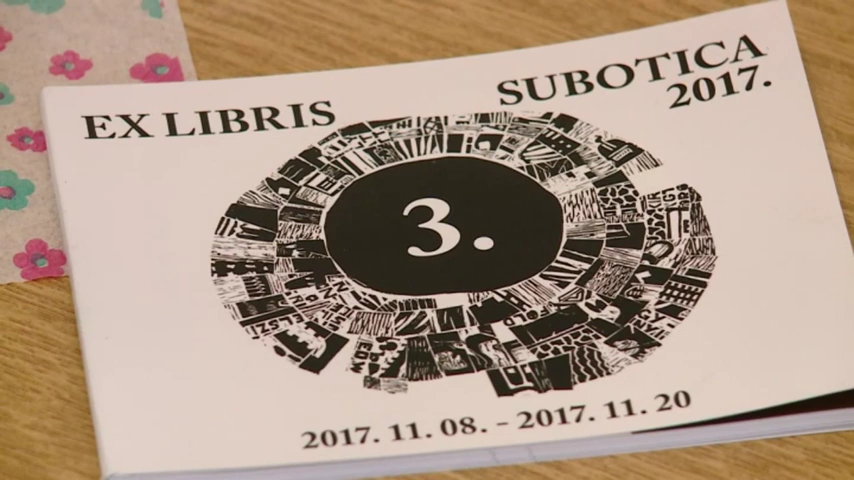 EX LIBRIS
SUBOTICA
2017.
3.
2017. 11. 08. - 2017. 11. 20